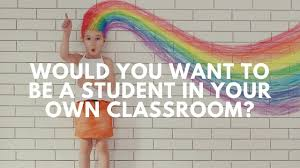 WOULD YOU WANT TO
BE A STUDENT IN YOUR
OWN CLASSROOM?